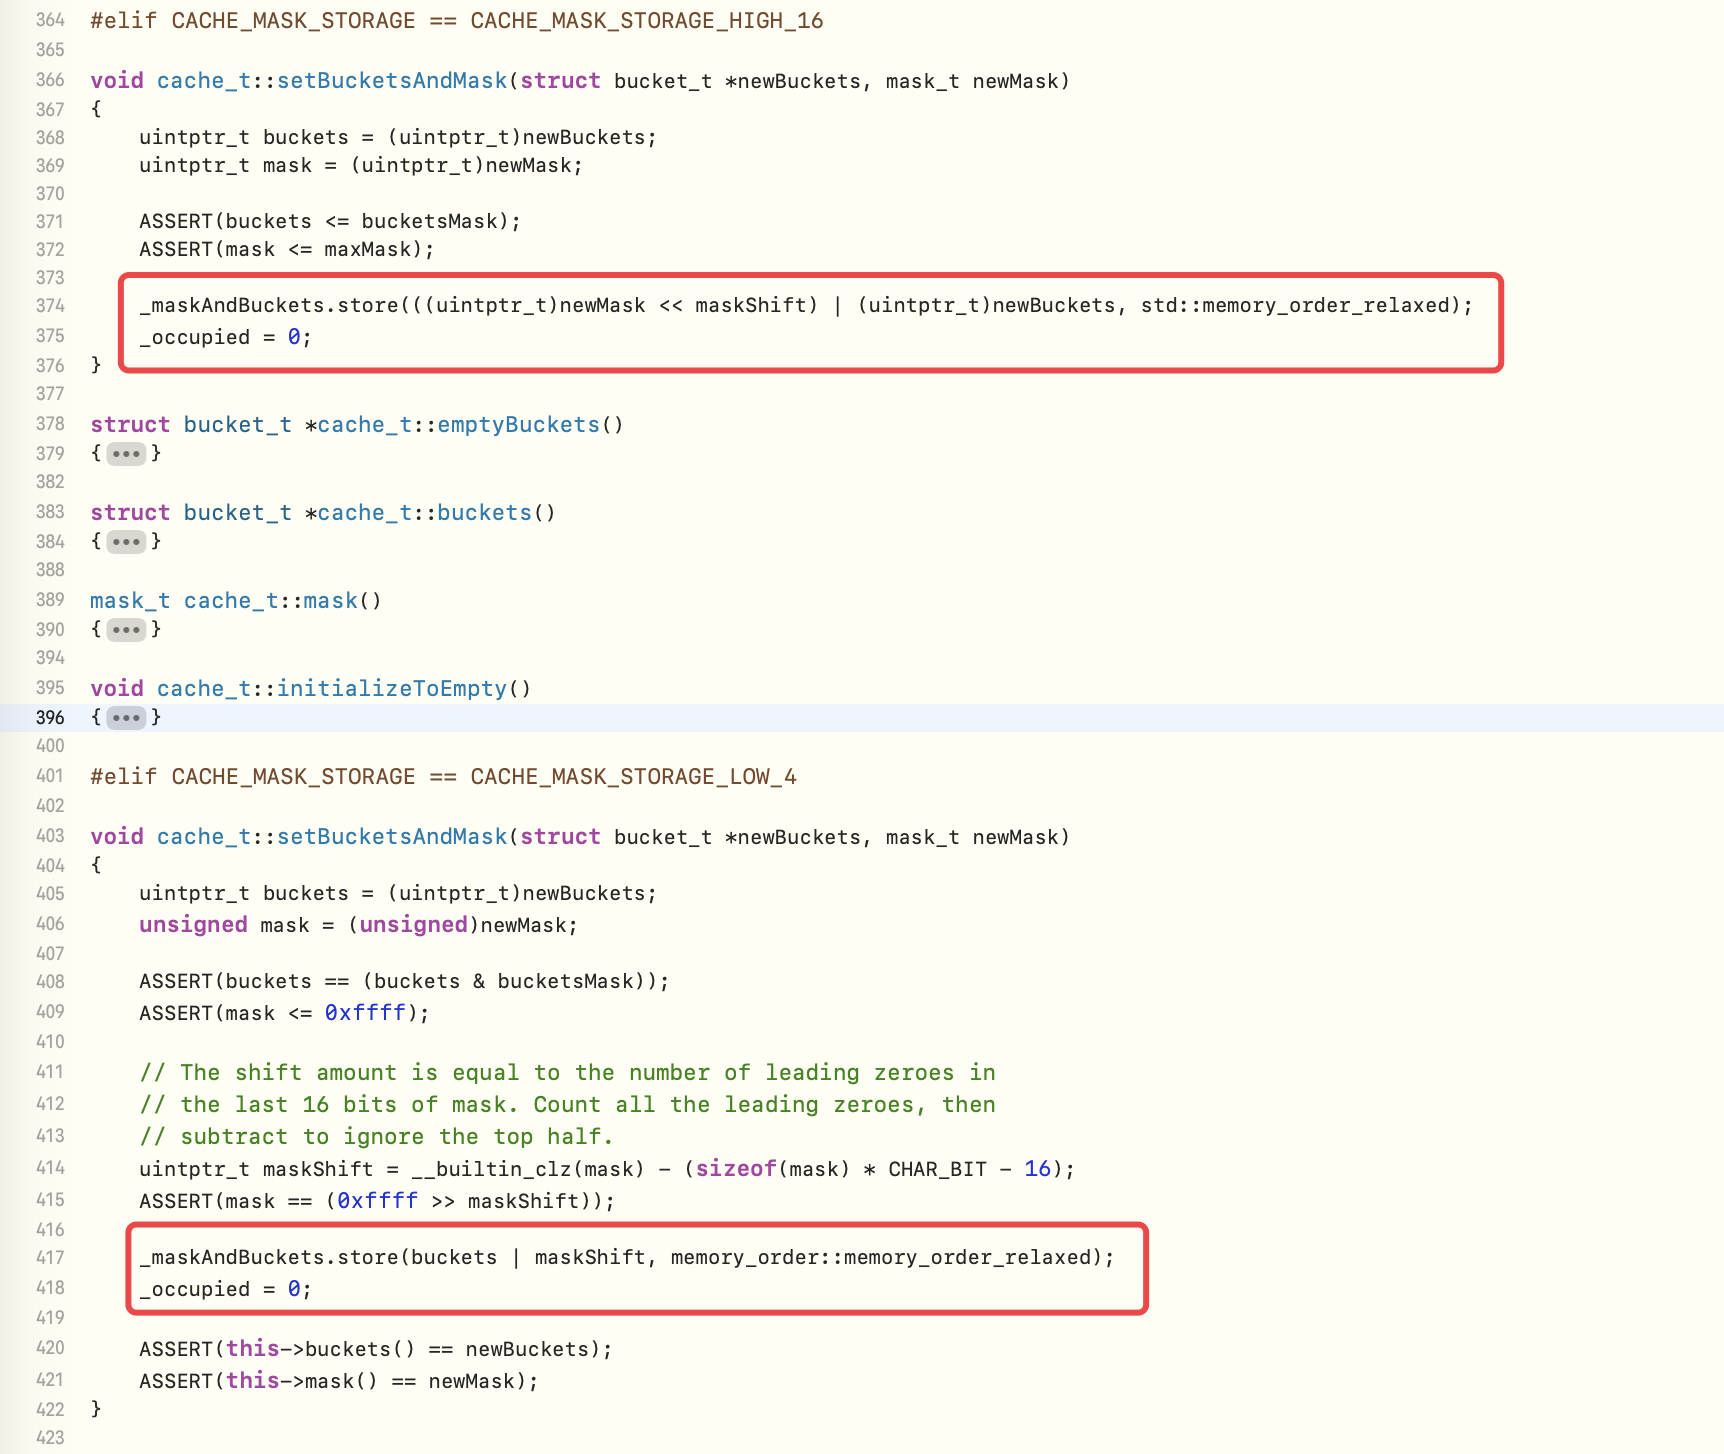 364 #elif CACHE_MASK_STORAGE == CACHE_MASK_STORAGE_HIGH_16
365
366 void cache_t::setBucketsAndMask(struct bucket_t *newBuckets, mask_t newMask)
367 {
368     uintptr_t buckets = (uintptr_t)newBuckets;
369     uintptr_t mask = (uintptr_t)newMask;
370
371     ASSERT(buckets <= bucketsMask);
372     ASSERT(mask <= maxMask);
373
374     _maskAndBuckets.store(((uintptr_t)newMask << maskShift) | (uintptr_t)newBuckets, std::memory_order_relaxed);
375     _occupied = 0;
376 }
377
378 struct bucket_t *cache_t::emptyBuckets()
379 {•••}
382
383 struct bucket_t *cache_t::buckets()
384 {•••}
388
389 mask_t cache_t::mask()
390 {•••}
394
395 void cache_t::initializeToEmpty()
396 {•••}
400
401 #elif CACHE_MASK_STORAGE == CACHE_MASK_STORAGE_LOW_4
402
403 void cache_t::setBucketsAndMask(struct bucket_t *newBuckets, mask_t newMask)
404 {
405     uintptr_t buckets = (uintptr_t)newBuckets;
406     unsigned mask = (unsigned)newMask;
407
408     ASSERT(buckets == (buckets & bucketsMask));
409     ASSERT(mask <= 0xffff);
410
411     // The shift amount is equal to the number of leading zeroes in
412     // the last 16 bits of mask. Count all the leading zeroes, then
413     // subtract to ignore the top half.
414     uintptr_t maskShift = __builtin_clz(mask) - (sizeof(mask) * CHAR_BIT - 16);
415     ASSERT(mask == (0xffff >> maskShift));
416
417     _maskAndBuckets.store(buckets | maskShift, memory_order::memory_order_relaxed);
418     _occupied = 0;
419
420     ASSERT(this->buckets() == newBuckets);
421     ASSERT(this->mask() == newMask);
422 }
423